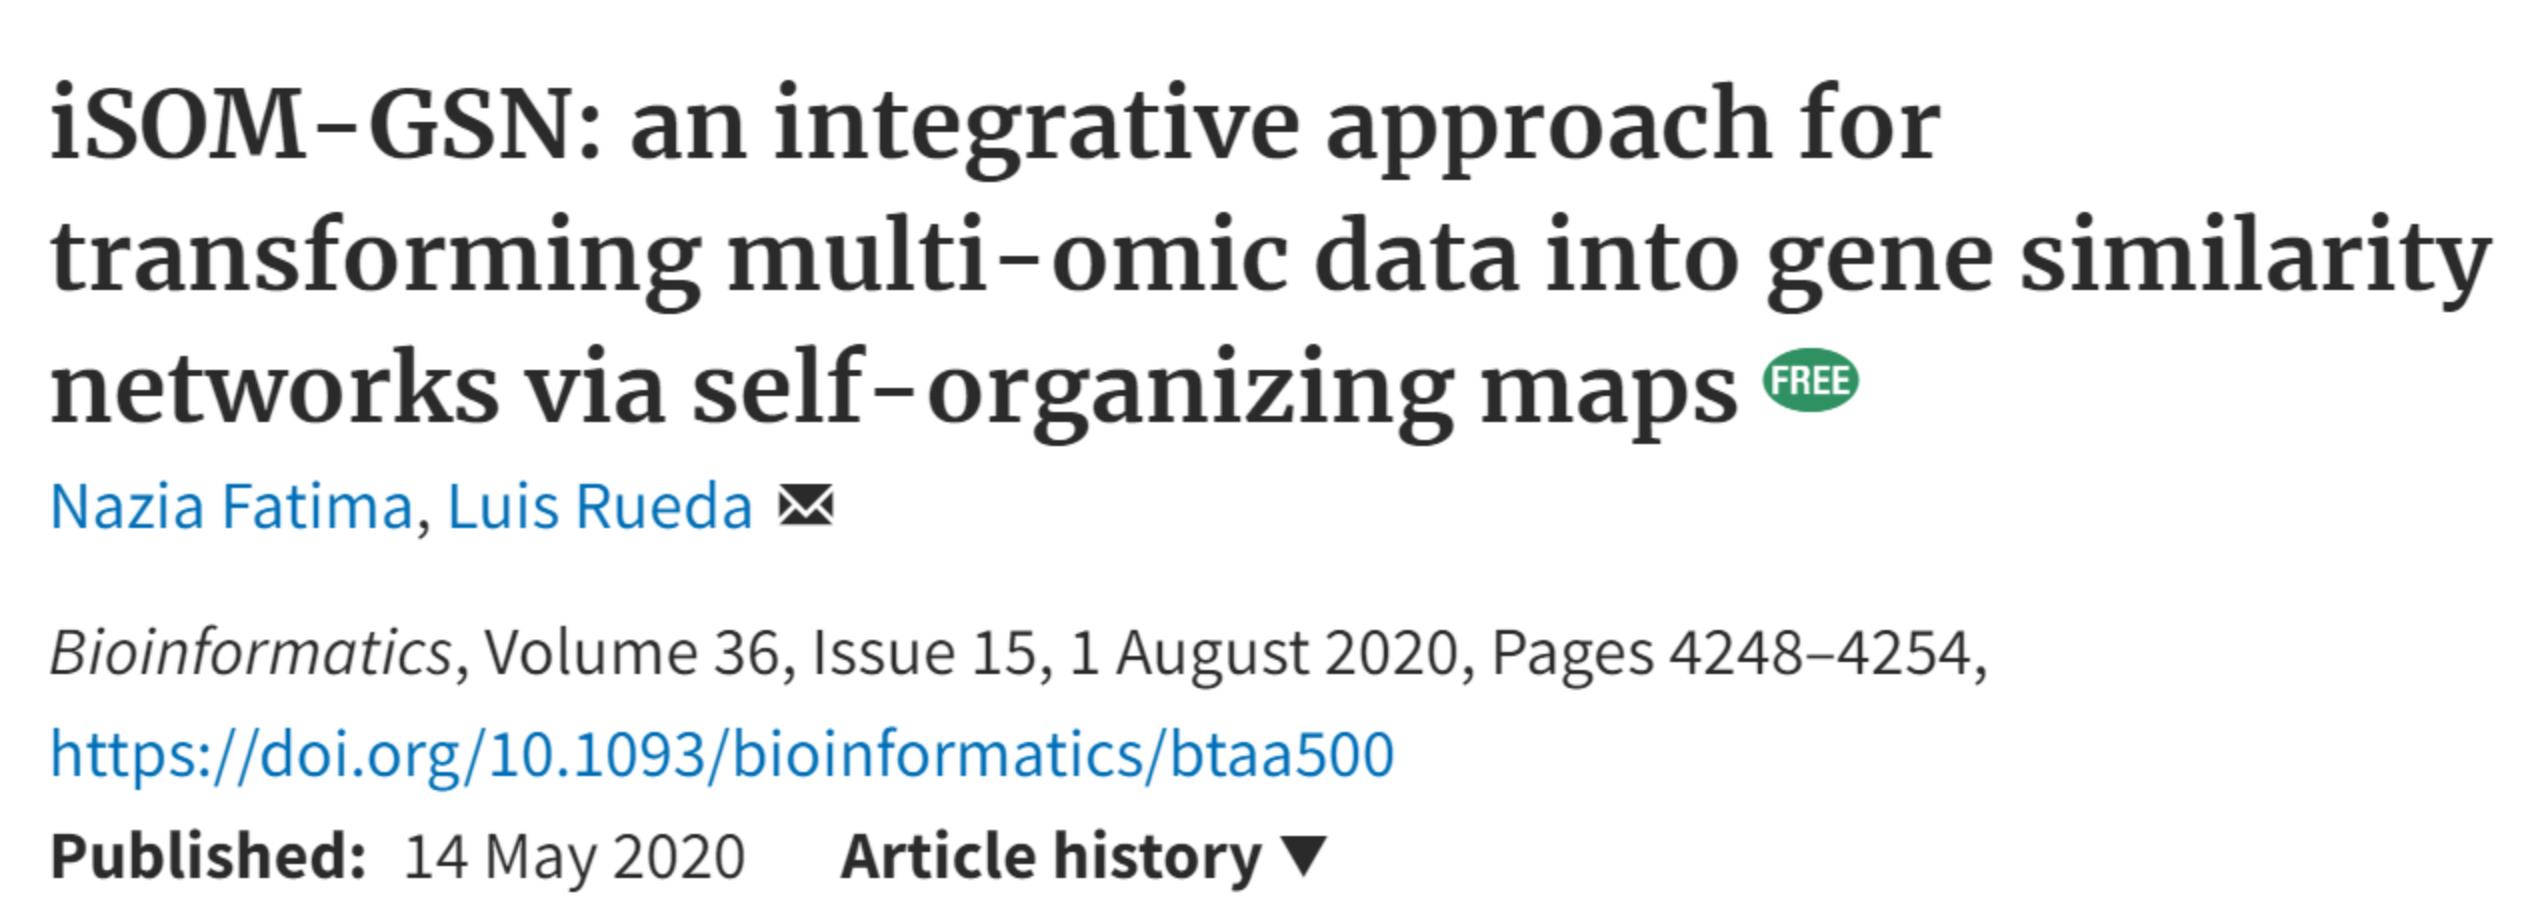 iSOM-GSN: an integrative approach for
transforming multi-omic data into gene similarity
networks via self-organizing maps FREE
Nazia Fatima, Luis Rueda
Bioinformatics, Volume 36, Issue 15, 1 August 2020, Pages 4248–4254,
https://doi.org/10.1093/bioinformatics/btaa500
Published: 14 May 2020 Article history ▼